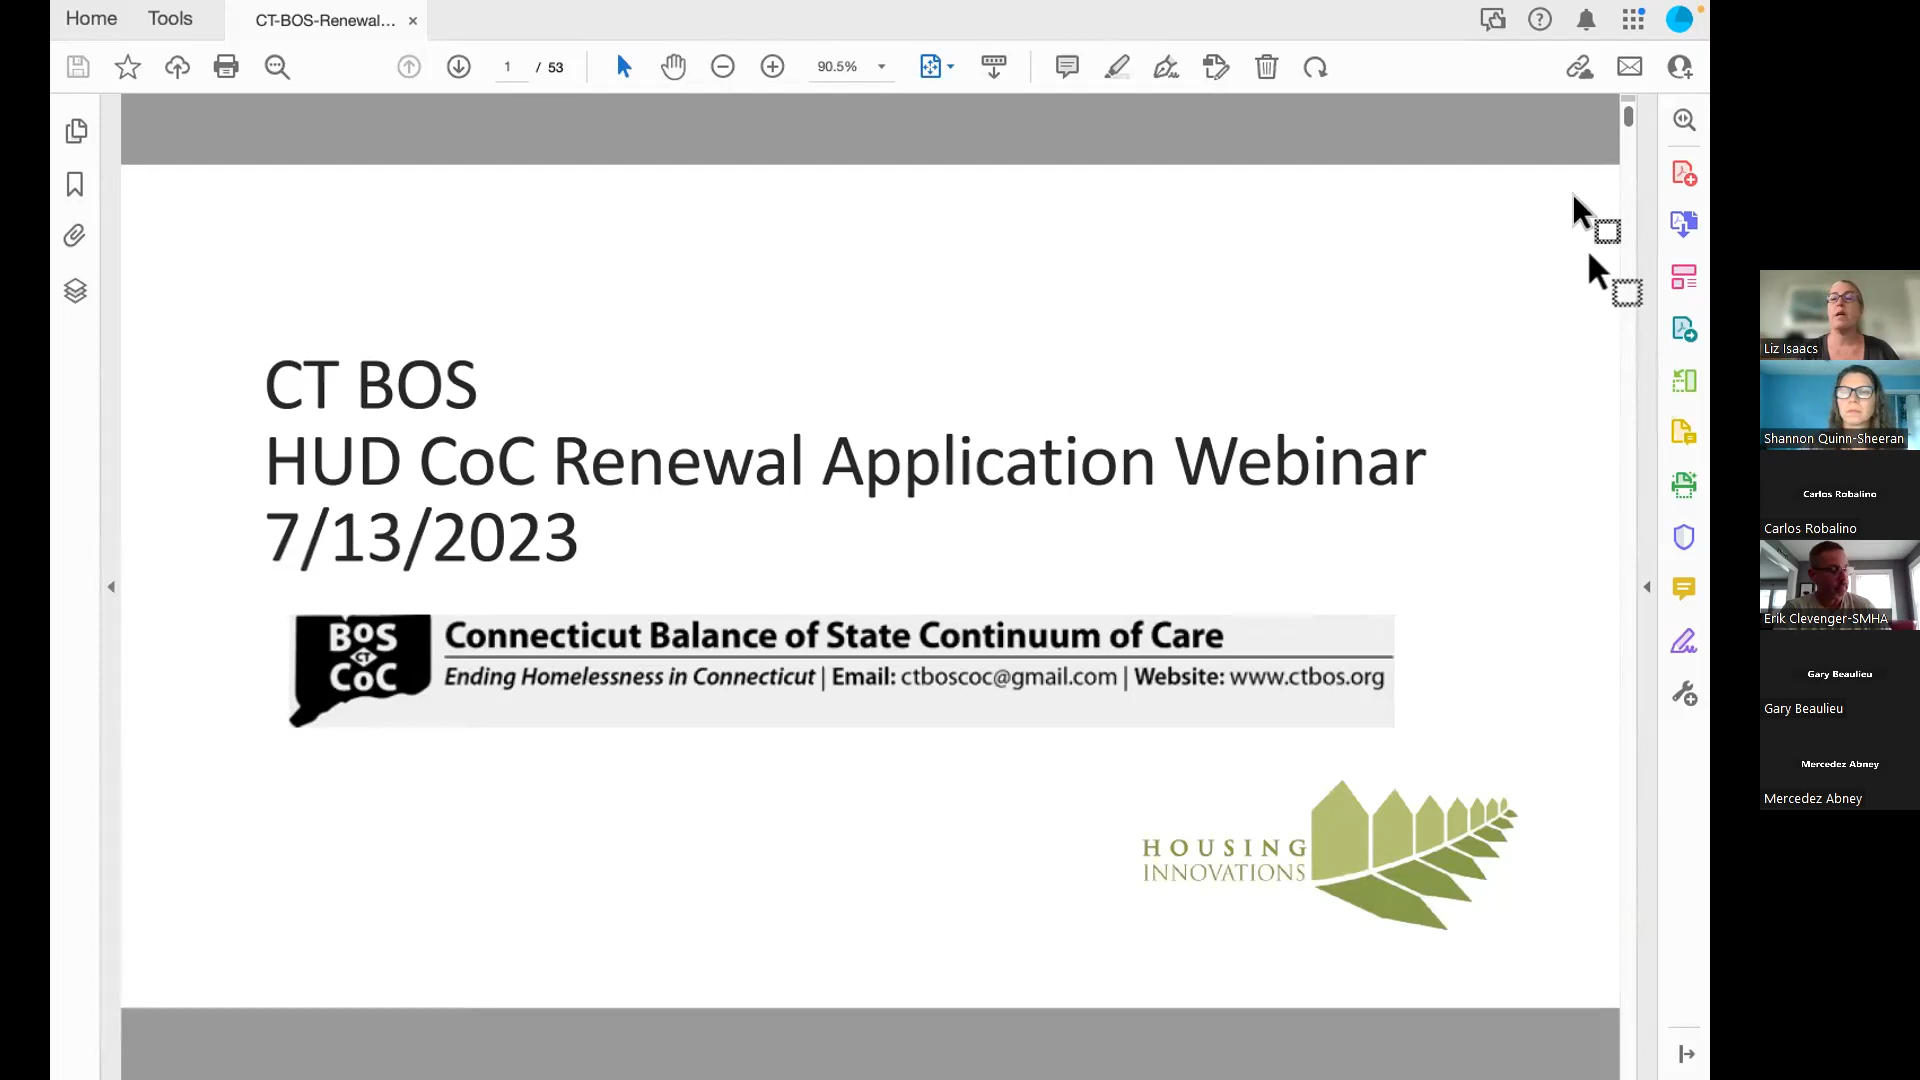 Home
Tools
CT-BOS-Renewal...
1 / 53
90.5%
CT BOS
HUD CoC Renewal Application Webinar
7/13/2023
BOS
CT
CoC
Connecticut Balance of State Continuum of Care
Ending Homelessness in Connecticut | Email: ctboscoc@gmail.com | Website: www.ctbos.org
HOUSING
INNOVATIONS
Liz Isaacs
Shannon Quinn-Sheeran
Carlos Robalino
Carlos Robalino
Erik Clevenger-SMHA
Gary Beaulieu
Gary Beaulieu
Mercedez Abney
Mercedez Abney